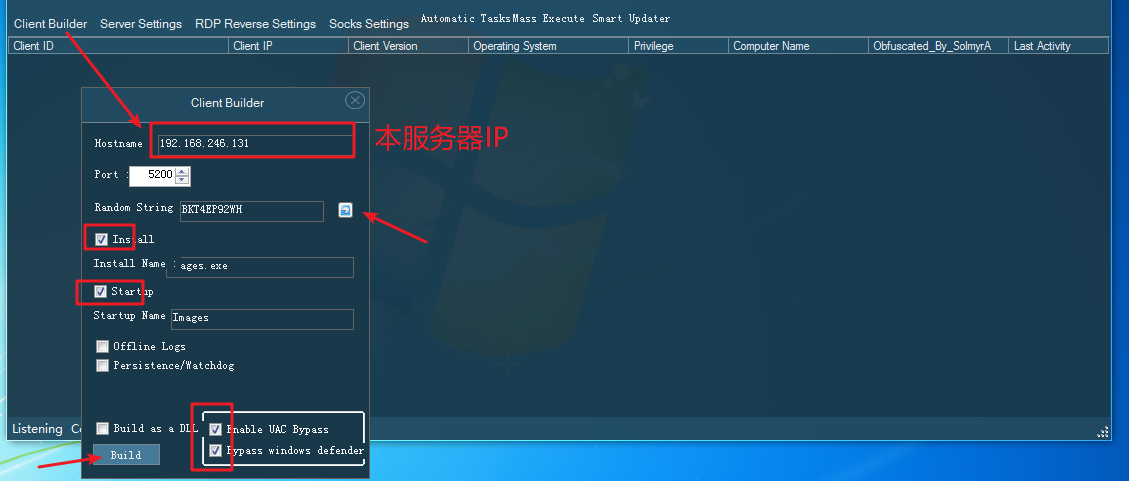 Client Builder Server Settings RDP Reverse Settings Socks Settings Automatic TasksMass Execute Smart Updater
Client ID Client IP Client Version Operating System Privilege Computer Name Obfuscated_By_SolmyrA Last Activity
Client Builder
Hostname 192.168.246.131 本服务器IP
Port : 5200
Random String BKT4EP92WH
Install
Install Name : ages.exe
Startup
Startup Name Images
Offline Logs
Persistence/Watchdog
Build as a DLL Enable UAC Bypass
Build Bypass windows defender
Listening